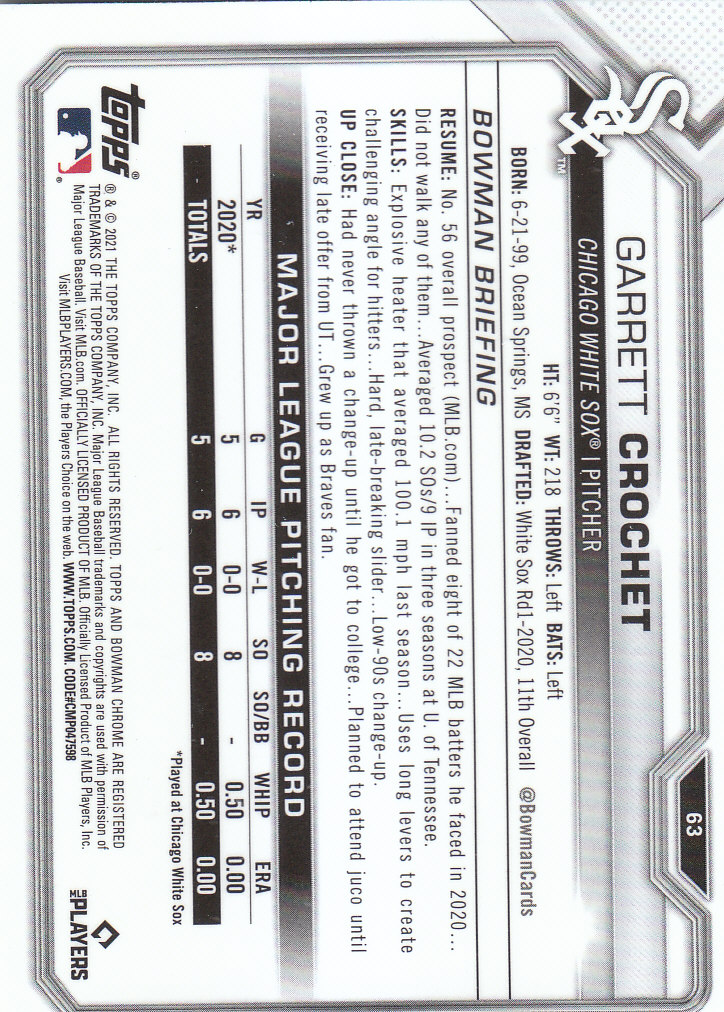 63
Sox™
GARRETT CROCHET
CHICAGO WHITE SOX® | PITCHER
HT: 6'6" WT: 218 THROWS: Left BATS: Left
BORN: 6-21-99, Ocean Springs, MS DRAFTED: White Sox Rd1-2020, 11th Overall @BowmanCards
BOWMAN BRIEFING
RESUME: No. 56 overall prospect (MLB.com)...Fanned eight of 22 MLB batters he faced in 2020...
Did not walk any of them...Averaged 10.2 SOs/9 IP in three seasons at U. of Tennessee.
SKILLS: Explosive heater that averaged 100.1 mph last season...Uses long levers to create
challenging angle for hitters...Hard, late-breaking slider...Low-90s change-up.
UP CLOSE: Had never thrown a change-up until he got to college...Planned to attend juco until
receiving late offer from UT...Grew up as Braves fan.
MAJOR LEAGUE PITCHING RECORD
YR G IP W-L SO SO/BB WHIP ERA
2020* 5 6 0-0 8 - 0.50 0.00
- TOTALS 5 6 0-0 8 - 0.50 0.00
*Played at Chicago White Sox
topps®
® & © 2021 THE TOPPS COMPANY, INC. ALL RIGHTS RESERVED. TOPPS AND BOWMAN CHROME ARE REGISTERED
TRADEMARKS OF THE TOPPS COMPANY, INC. Major League Baseball trademarks and copyrights are used with permission of
Major League Baseball. Visit MLB.com. OFFICIALLY LICENSED PRODUCT OF MLB. Officially Licensed Product of MLB Players, Inc.
Visit MLBPLAYERS.COM, the Players Choice on the web. WWW.TOPPS.COM. CODE#CMP047598
MLB PLAYERS